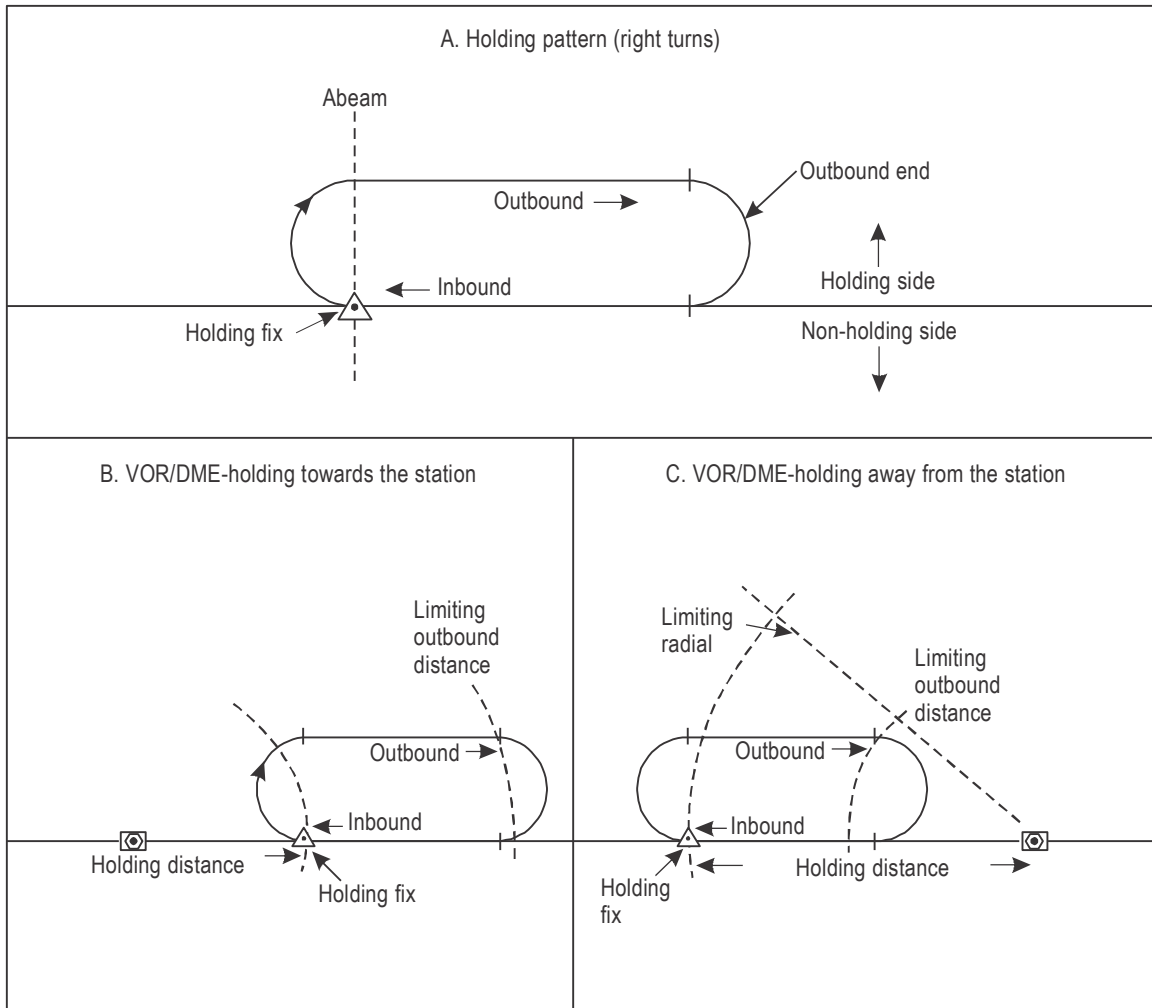 A. Holding pattern (right turns)
Abeam
Outbound end
Outbound
Holding side
Inbound
Holding fix
Non-holding side
B. VOR/DME-holding towards the station
Limiting
outbound
distance
Outbound
Inbound
Holding distance
Holding fix
C. VOR/DME-holding away from the station
Limiting
radial
Limiting
outbound
distance
Outbound
Inbound
Holding distance
Holding
fix